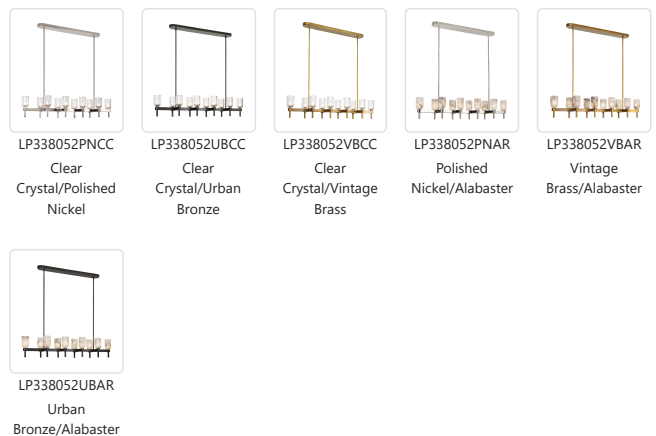 LP338052PNCC
Clear
Crystal/Polished
Nickel
LP338052UBCC
Clear
Crystal/Urban
Bronze
LP338052VBCC
Clear
Crystal/Vintage
Brass
LP338052PNAR
Polished
Nickel/Alabaster
LP338052VBAR
Vintage
Brass/Alabaster
LP338052UBAR
Urban
Bronze/Alabaster